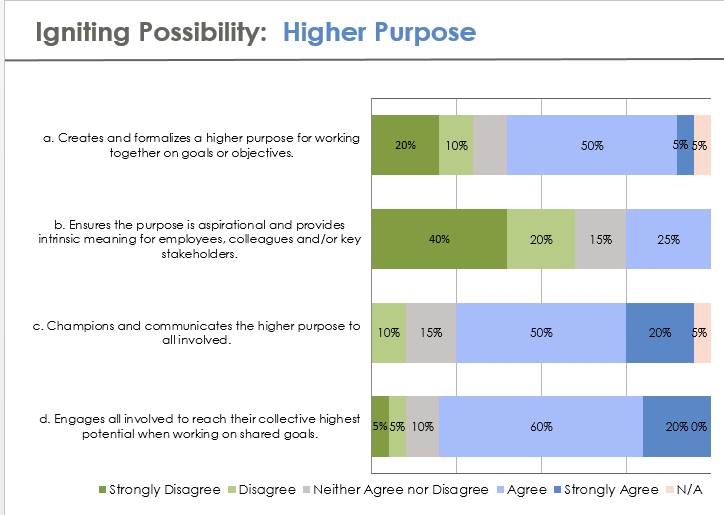 Igniting Possibility: Higher Purpose
a. Creates and formalizes a higher purpose for working
together on goals or objectives.
20% 10% 50% 5% 5%
b. Ensures the purpose is aspirational and provides
intrinsic meaning for employees, colleagues and/or key
stakeholders.
40% 20% 15% 25%
c. Champions and communicates the higher purpose to
all involved.
10% 15% 50% 20% 5%
d. Engages all involved to reach their collective highest
potential when working on shared goals.
5% 5% 10% 60% 20% 0%
Strongly Disagree Disagree Neither Agree nor Disagree Agree Strongly Agree N/A